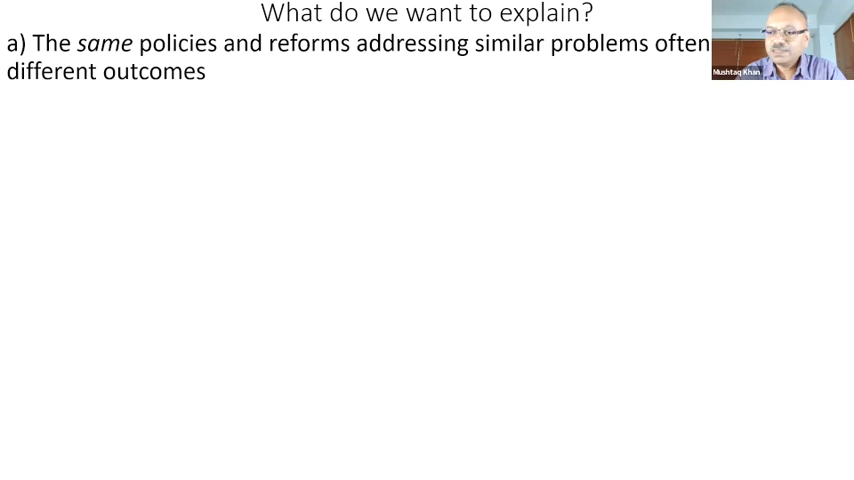 What do we want to explain?
a) The same policies and reforms addressing similar problems often
different outcomes
Mushtaq Khan